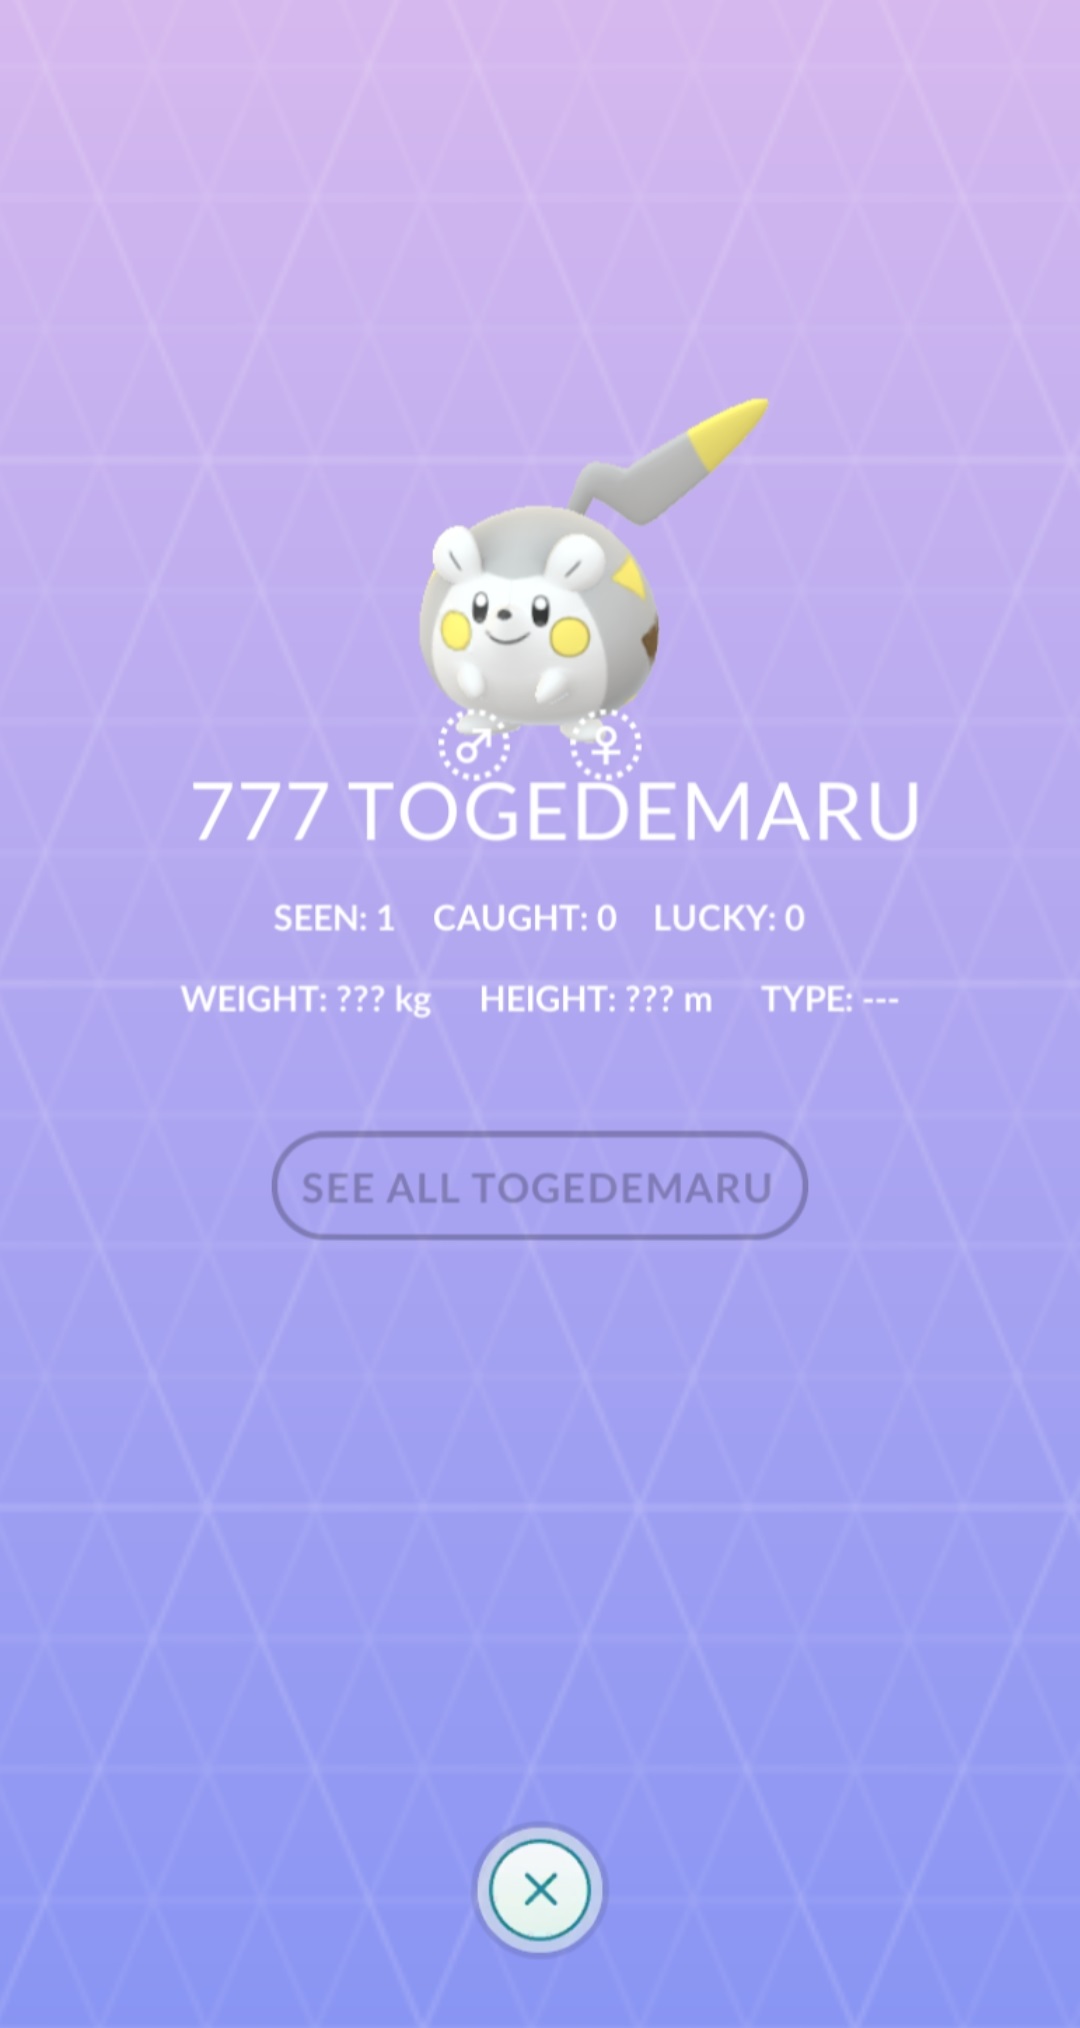 ♂ ♀
777 TOGEDEMARU
SEEN: 1 CAUGHT: 0 LUCKY: 0
WEIGHT: ??? kg HEIGHT: ??? m TYPE: ---
SEE ALL TOGEDEMARU